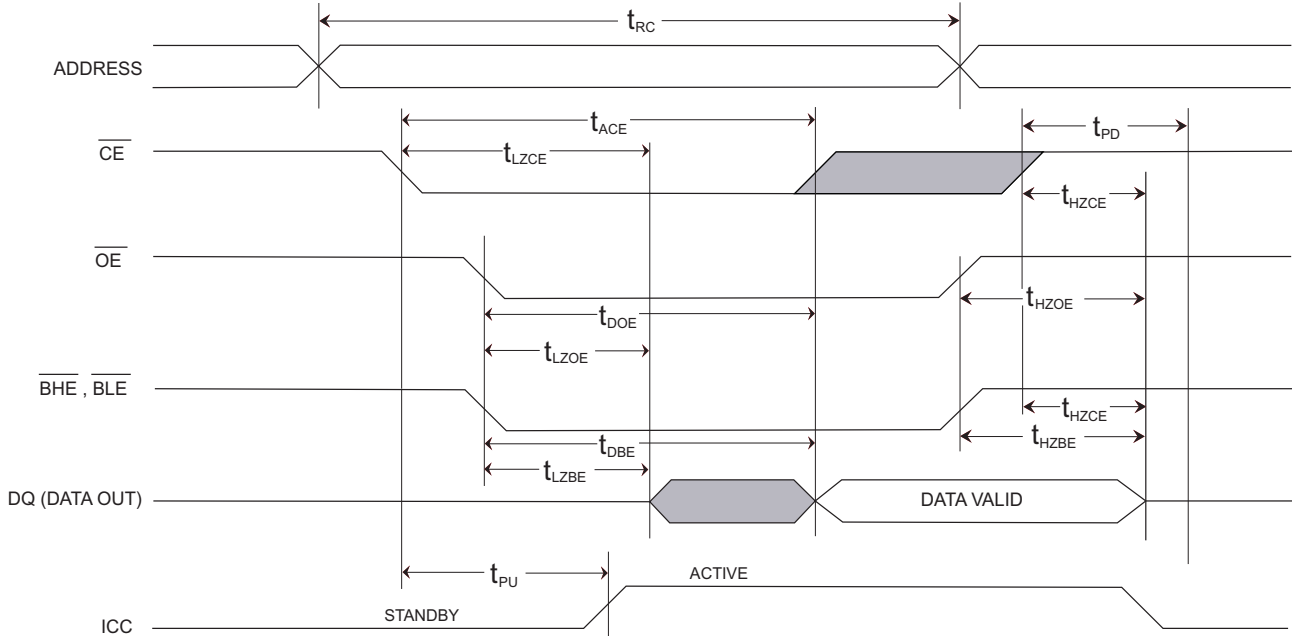 tRC
ADDRESS
tACE
tPD
CE
tLZCE
tHZCE
OE
tDOE
tHZOE
tLZOE
BHE , BLE
tHZCE
tDBE
tHZBE
tLZBE
DQ (DATA OUT)
DATA VALID
tPU
ACTIVE
STANDBY
ICC